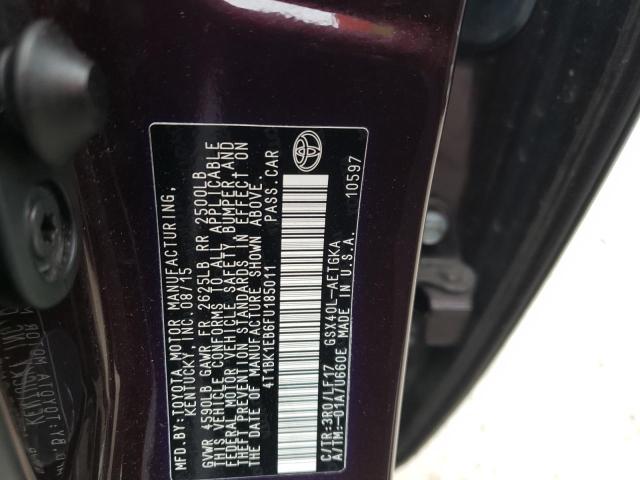 MFD.BY:TOYOTA MOTOR MANUFACTURING,
KENTUCKY, INC. 08/15
GVWR 4590LB GAWR FR 2625LB RR 2500LB
THIS VEHICLE CONFORMS TO ALL APPLICABLE
FEDERAL MOTOR VEHICLE SAFETY, BUMPER, AND
THEFT PREVENTION STANDARDS IN EFFECT ON
THE DATE OF MANUFACTURE SHOWN ABOVE.
4T1BK1EB6FU185011 PASS.CAR
C/TR:3R0/LF17 GSX40L-AETGKA
A/TM:-01A/U660E MADE IN U.S.A.
10597